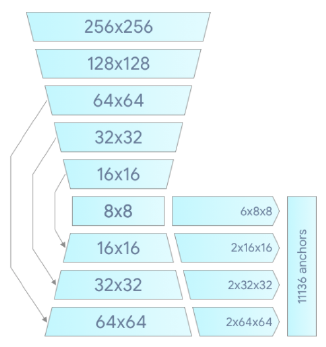 256x256
128x128
64x64
32x32
16x16
8x8
6x8x8
16x16
2x16x16
32x32
2x32x32
64x64
2x64x64
11136 anchors